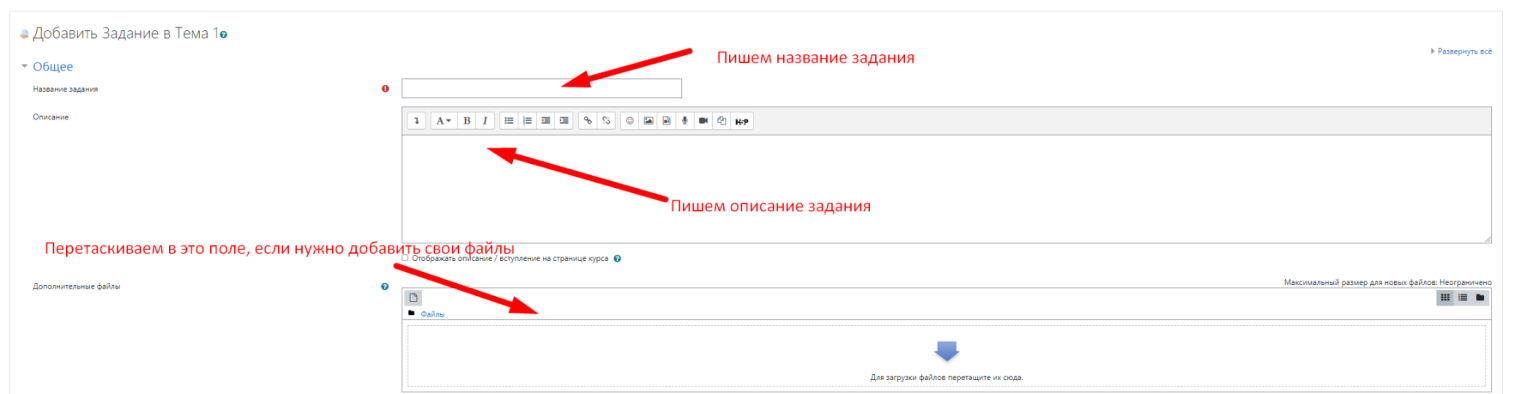 Добавить Задание в Тема 1
Пишем название задания
Развернуть всё
Общее
Название задания
Описание
A B I H-P
Пишем описание задания
Перетаскиваем в это поле, если нужно добавить свои файлы
Отображать описание / вступление на странице курса
Дополнительные файлы
Максимальный размер для новых файлов: Неограничено
Файлы
Для загрузки файлов перетащите их сюда.